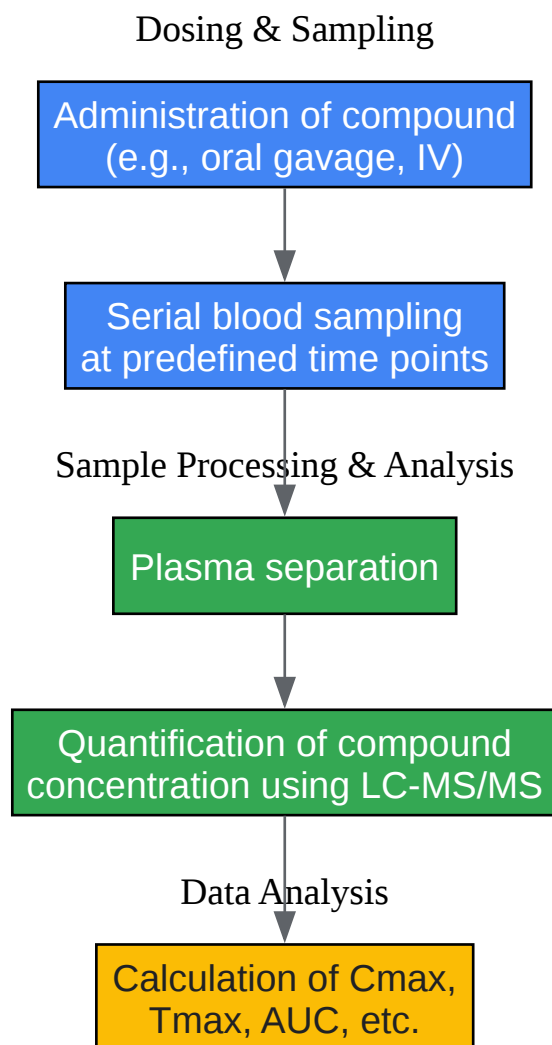 Dosing & Sampling
Administration of compound
(e.g., oral gavage, IV)
Serial blood sampling
at predefined time points
Sample Processing & Analysis
Plasma separation
Quantification of compound
concentration using LC-MS/MS
Data Analysis
Calculation of Cmax,
Tmax, AUC, etc.